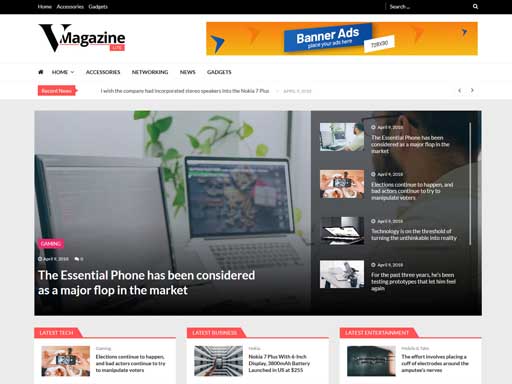 Home Accessories Gadgets Search ...
VMagazine
LITE
Banner Ads
place your ads here
728X90
HOME ACCESSORIES NETWORKING NEWS GADGETS
Recent News I wish the company had incorporated stereo speakers into the Nokia 7 Plus APRIL 9, 2018
April 9, 2018
The Essential Phone has been
considered as a major flop in the
market
April 9, 2018
Elections continue to happen, and
bad actors continue to try to
manipulate voters
April 9, 2018
Technology is on the threshold of
turning the unthinkable into reality
April 9, 2018
For the past three years, he's been
testing prototypes that let him feel
again
GAMING
April 9, 2018 0
The Essential Phone has been considered
as a major flop in the market
LATEST TECH
Gaming
Elections continue to happen,
and bad actors continue to try
to manipulate voters
LATEST BUSINESS
Nokia
Nokia 7 Plus With 6-Inch
Display, 3800mAh Battery
Launched in US at $255
LATEST ENTERTAINMENT
Mobile & Tabs
The effort involves placing a
cuff of electrodes around the
amputee's nerves